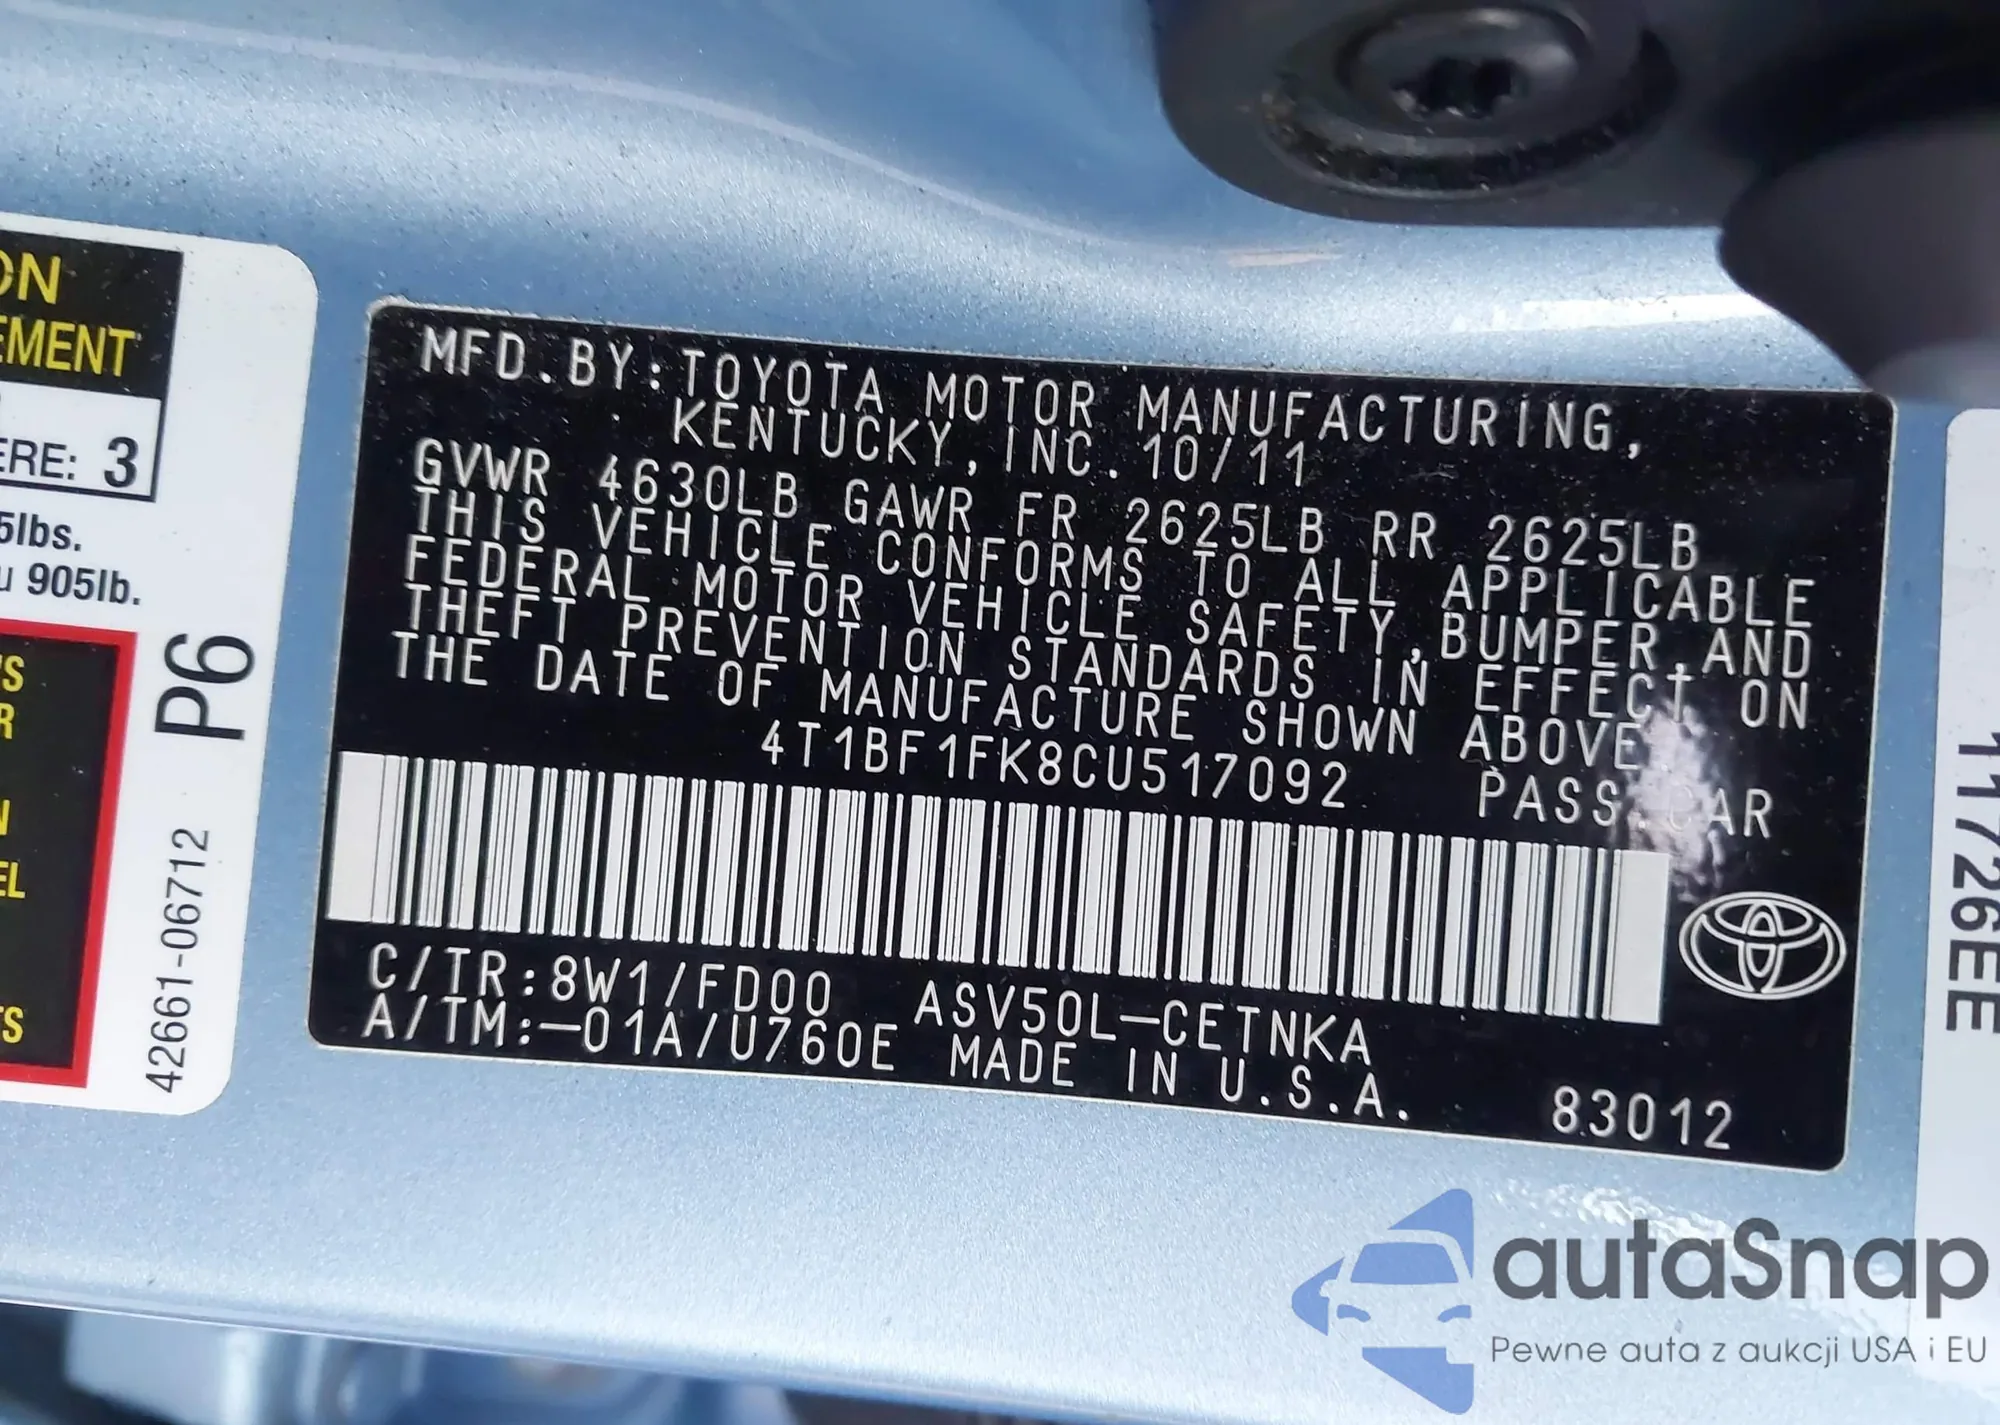 ON
EMENT
ERE: 3
5lbs.
u 905lb.
'S
R
N
EL
TS
P6
42661-06712
MFD.BY:TOYOTA MOTOR MANUFACTURING,
KENTUCKY,INC.10/11
GVWR 4630LB GAWR FR 2625LB RR 2625LB
THIS VEHICLE CONFORMS TO ALL APPLICABLE
FEDERAL MOTOR VEHICLE SAFETY,BUMPER,AND
THEFT PREVENTION STANDARDS IN EFFECT ON
THE DATE OF MANUFACTURE SHOWN ABOVE.
4T1BF1FK8CU517092 PASS.CAR
C/TR:8W1/FD00 ASV50L-CETNKA
A/TM:-01A/U760E MADE IN U.S.A.
83012
11726EE
autaSnap
Pewne auta z aukcji USA i EU